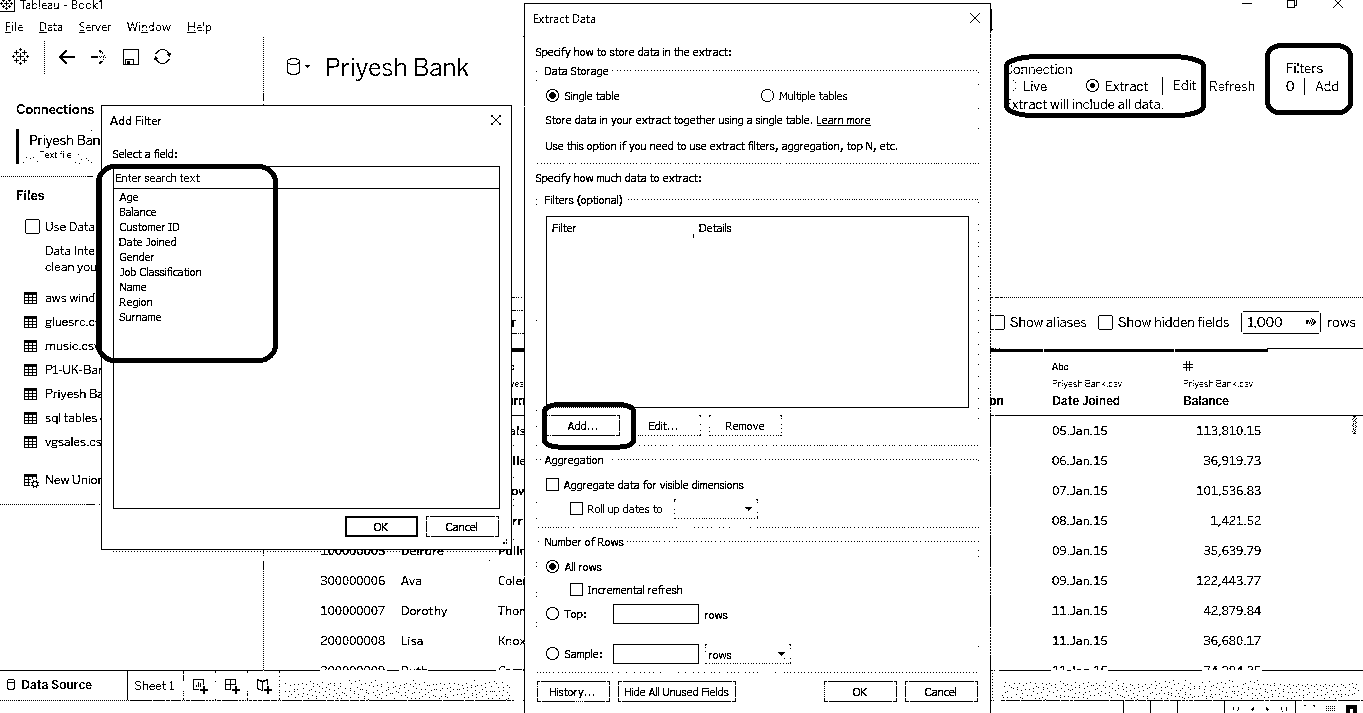 Tableau - Book1
File Data Server Window Help
Priyesh Bank
Connections
Priyesh Ban
Text file
Files
Use Data
Data Inte
clean you
aws wind
gluesrc.c
music.csv
P1-UK-Ban
Priyesh Ba
sql tables
vgsales.cs
New Union
Add Filter
Select a field:
Enter search text
Age
Balance
Customer ID
Date Joined
Gender
Job Classification
Name
Region
Surname
OK Cancel
Extract Data
Specify how to store data in the extract:
Data Storage
Single table Multiple tables
Store data in your extract together using a single table. Learn more
Use this option if you need to use extract filters, aggregation, top N, etc.
Specify how much data to extract:
Filters (optional)
Filter Details
Add... Edit... Remove
Aggregation
Aggregate data for visible dimensions
Roll up dates to
Number of Rows
All rows
Incremental refresh
Top: rows
Sample: rows
History... Hide All Unused Fields OK Cancel
onnection
Live Extract Edit Refresh
xtract will include all data.
Filters
0 Add
Show aliases Show hidden fields 1,000 rows
Abc #
Priyesh Bank.csv Priyesh Bank.csv
on Date Joined Balance
05.Jan.15 113,810.15
06.Jan.15 36,919.73
07.Jan.15 101,536.83
08.Jan.15 1,421.52
09.Jan.15 35,639.79
300000006 Ava Cole 09.Jan.15 122,443.77
100000007 Dorothy Thor 11.Jan.15 42,879.84
200000008 Lisa Knox 11.Jan.15 36,680.17
Data Source Sheet 1